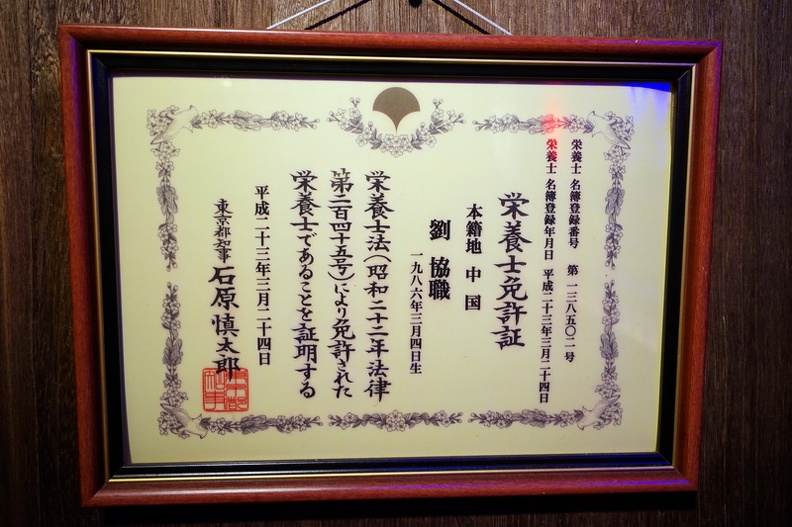 栄養士 名簿登録番号 第一三八五〇二号
栄養士 名簿登録年月日 平成二十三年三月二十四日
栄養士免許証
本籍地 中国
劉 協職
一九八六年三月四日生
栄養士法(昭和二十二年法律
第二百四十五号)により免許された
栄養士であることを証明する
平成二十三年三月二十四日
東京都知事 石原慎太郎